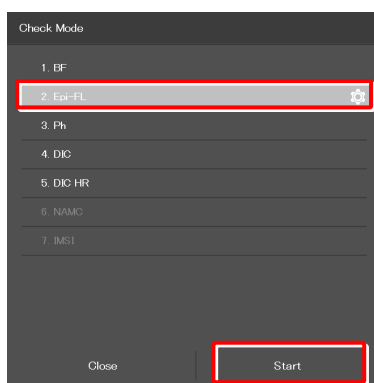 Check Mode
1. BF
2. Epi-FL
3. Ph
4. DIC
5. DIC HR
6. NAMC
7. IMSI
Close
Start